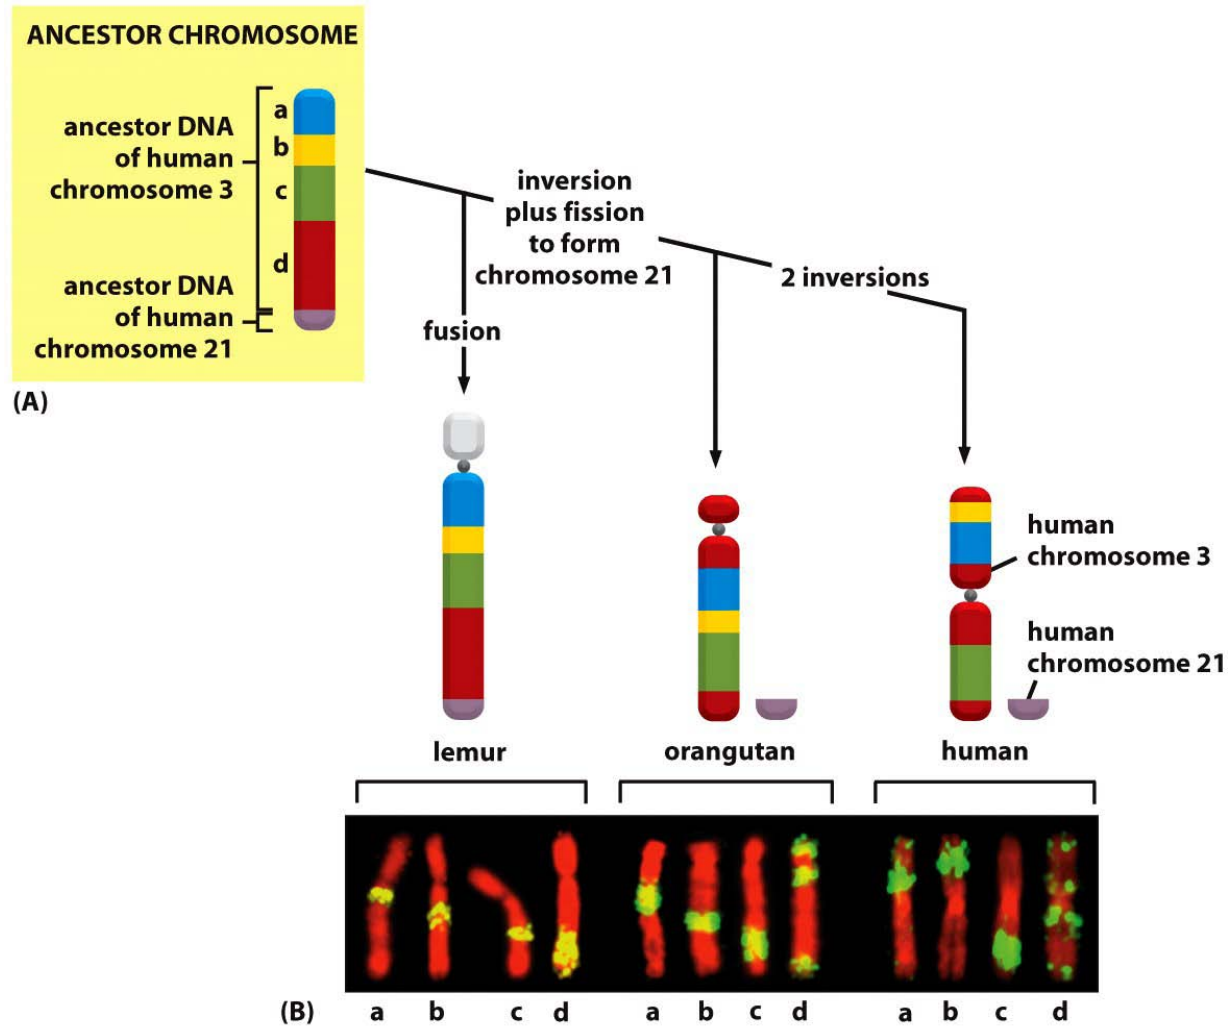 ANCESTOR CHROMOSOME
a
ancestor DNA
of human
chromosome 3
b
c
d
ancestor DNA
of human
chromosome 21
(A)
inversion
plus fission
to form
chromosome 21
2 inversions
fusion
human
chromosome 3
human
chromosome 21
lemur
orangutan
human
(B)
a b c d
a b c d
a b c d